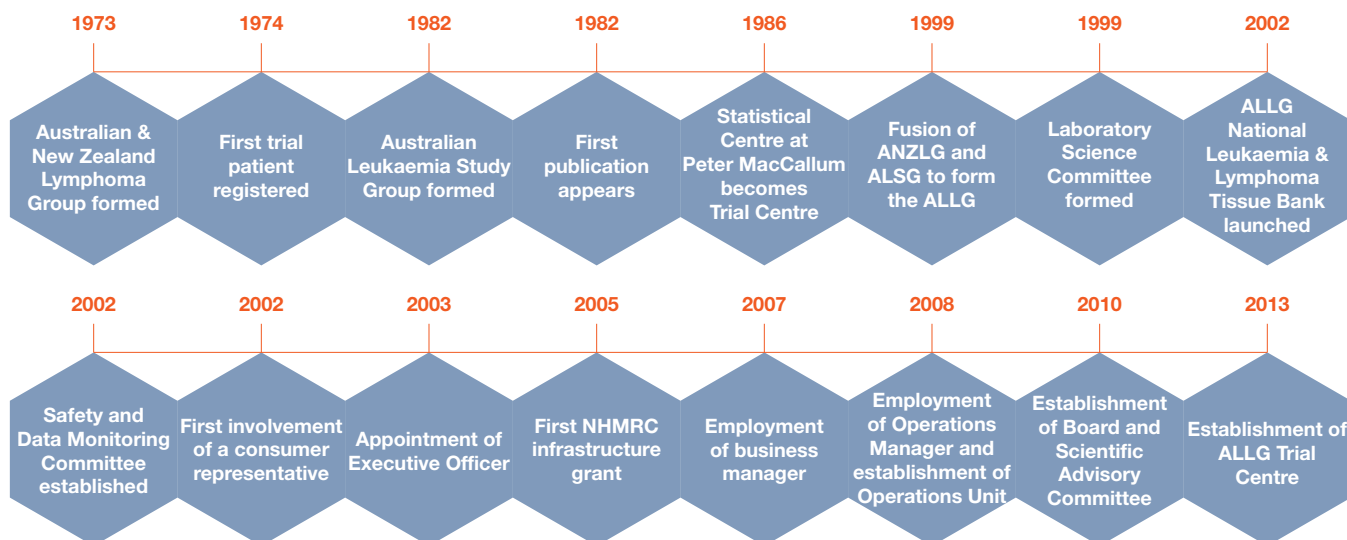 1973
Australian &
New Zealand
Lymphoma
Group formed
1974
First trial
patient
registered
1982
Australian
Leukaemia Study
Group formed
1982
First
publication
appears
1986
Statistical
Centre at
Peter MacCallum
becomes
Trial Centre
1999
Fusion of
ANZLG and
ALSG to form
the ALLG
1999
Laboratory
Science
Committee
formed
2002
ALLG
National
Leukaemia &
Lymphoma
Tissue Bank
launched
2002
Safety and
Data Monitoring
Committee
established
2002
First involvement
of a consumer
representative
2003
Appointment of
Executive Officer
2005
First NHMRC
infrastructure
grant
2007
Employment
of business
manager
2008
Employment
of Operations
Manager and
establishment of
Operations Unit
2010
Establishment
of Board and
Scientific
Advisory
Committee
2013
Establishment of
ALLG Trial
Centre